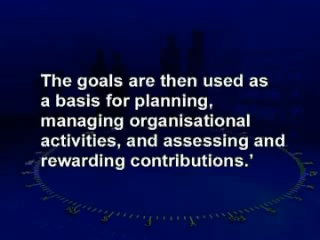 The goals are then used as
a basis for planning,
managing organisational
activities, and assessing and
rewarding contributions.’